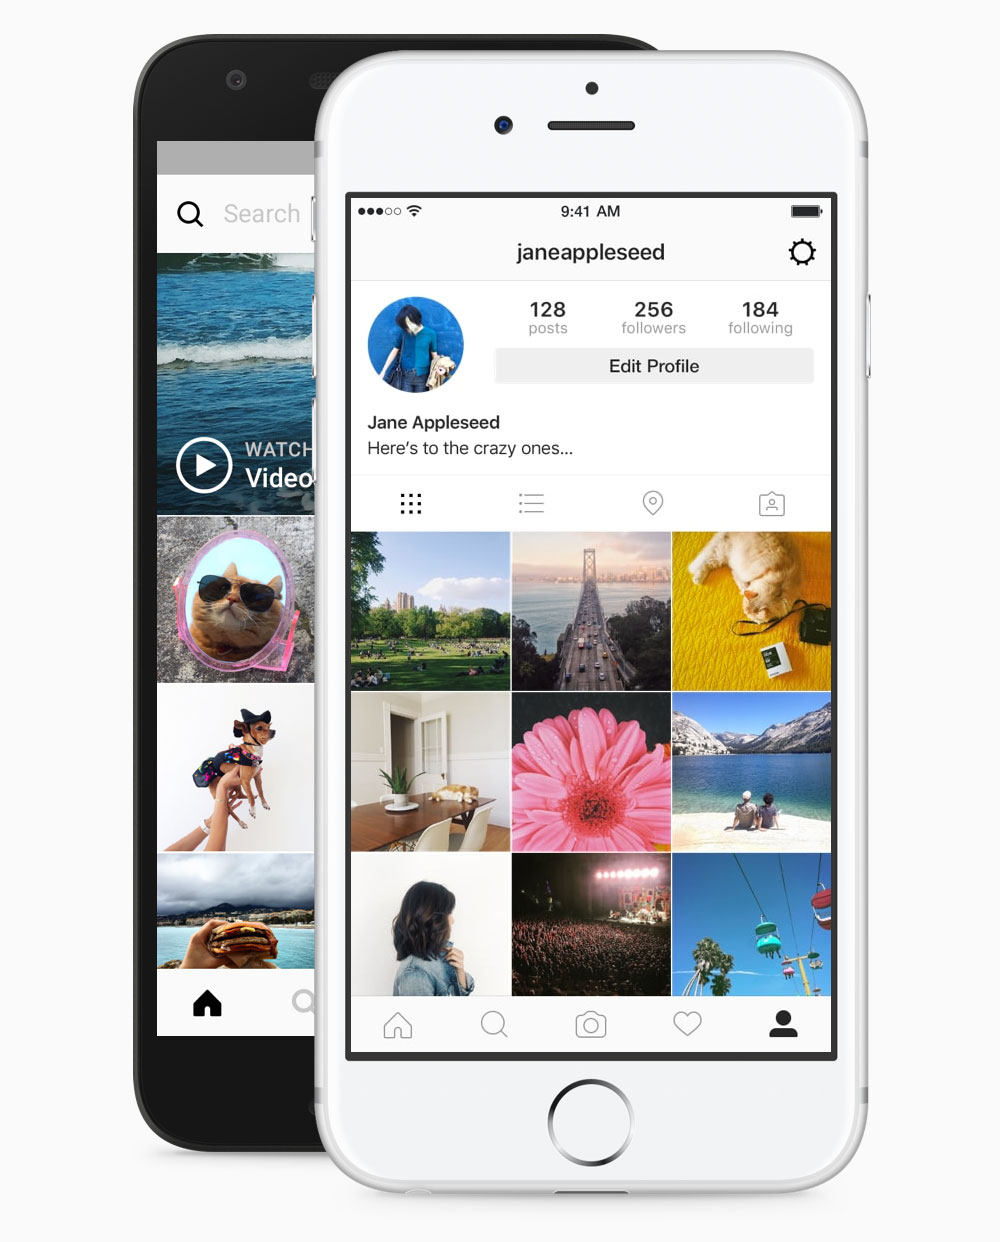 Search
WATCH
Video
9:41 AM
janeappleseed
128
256
184
posts
followers
following
Edit Profile
Jane Appleseed
Here's to the crazy ones...